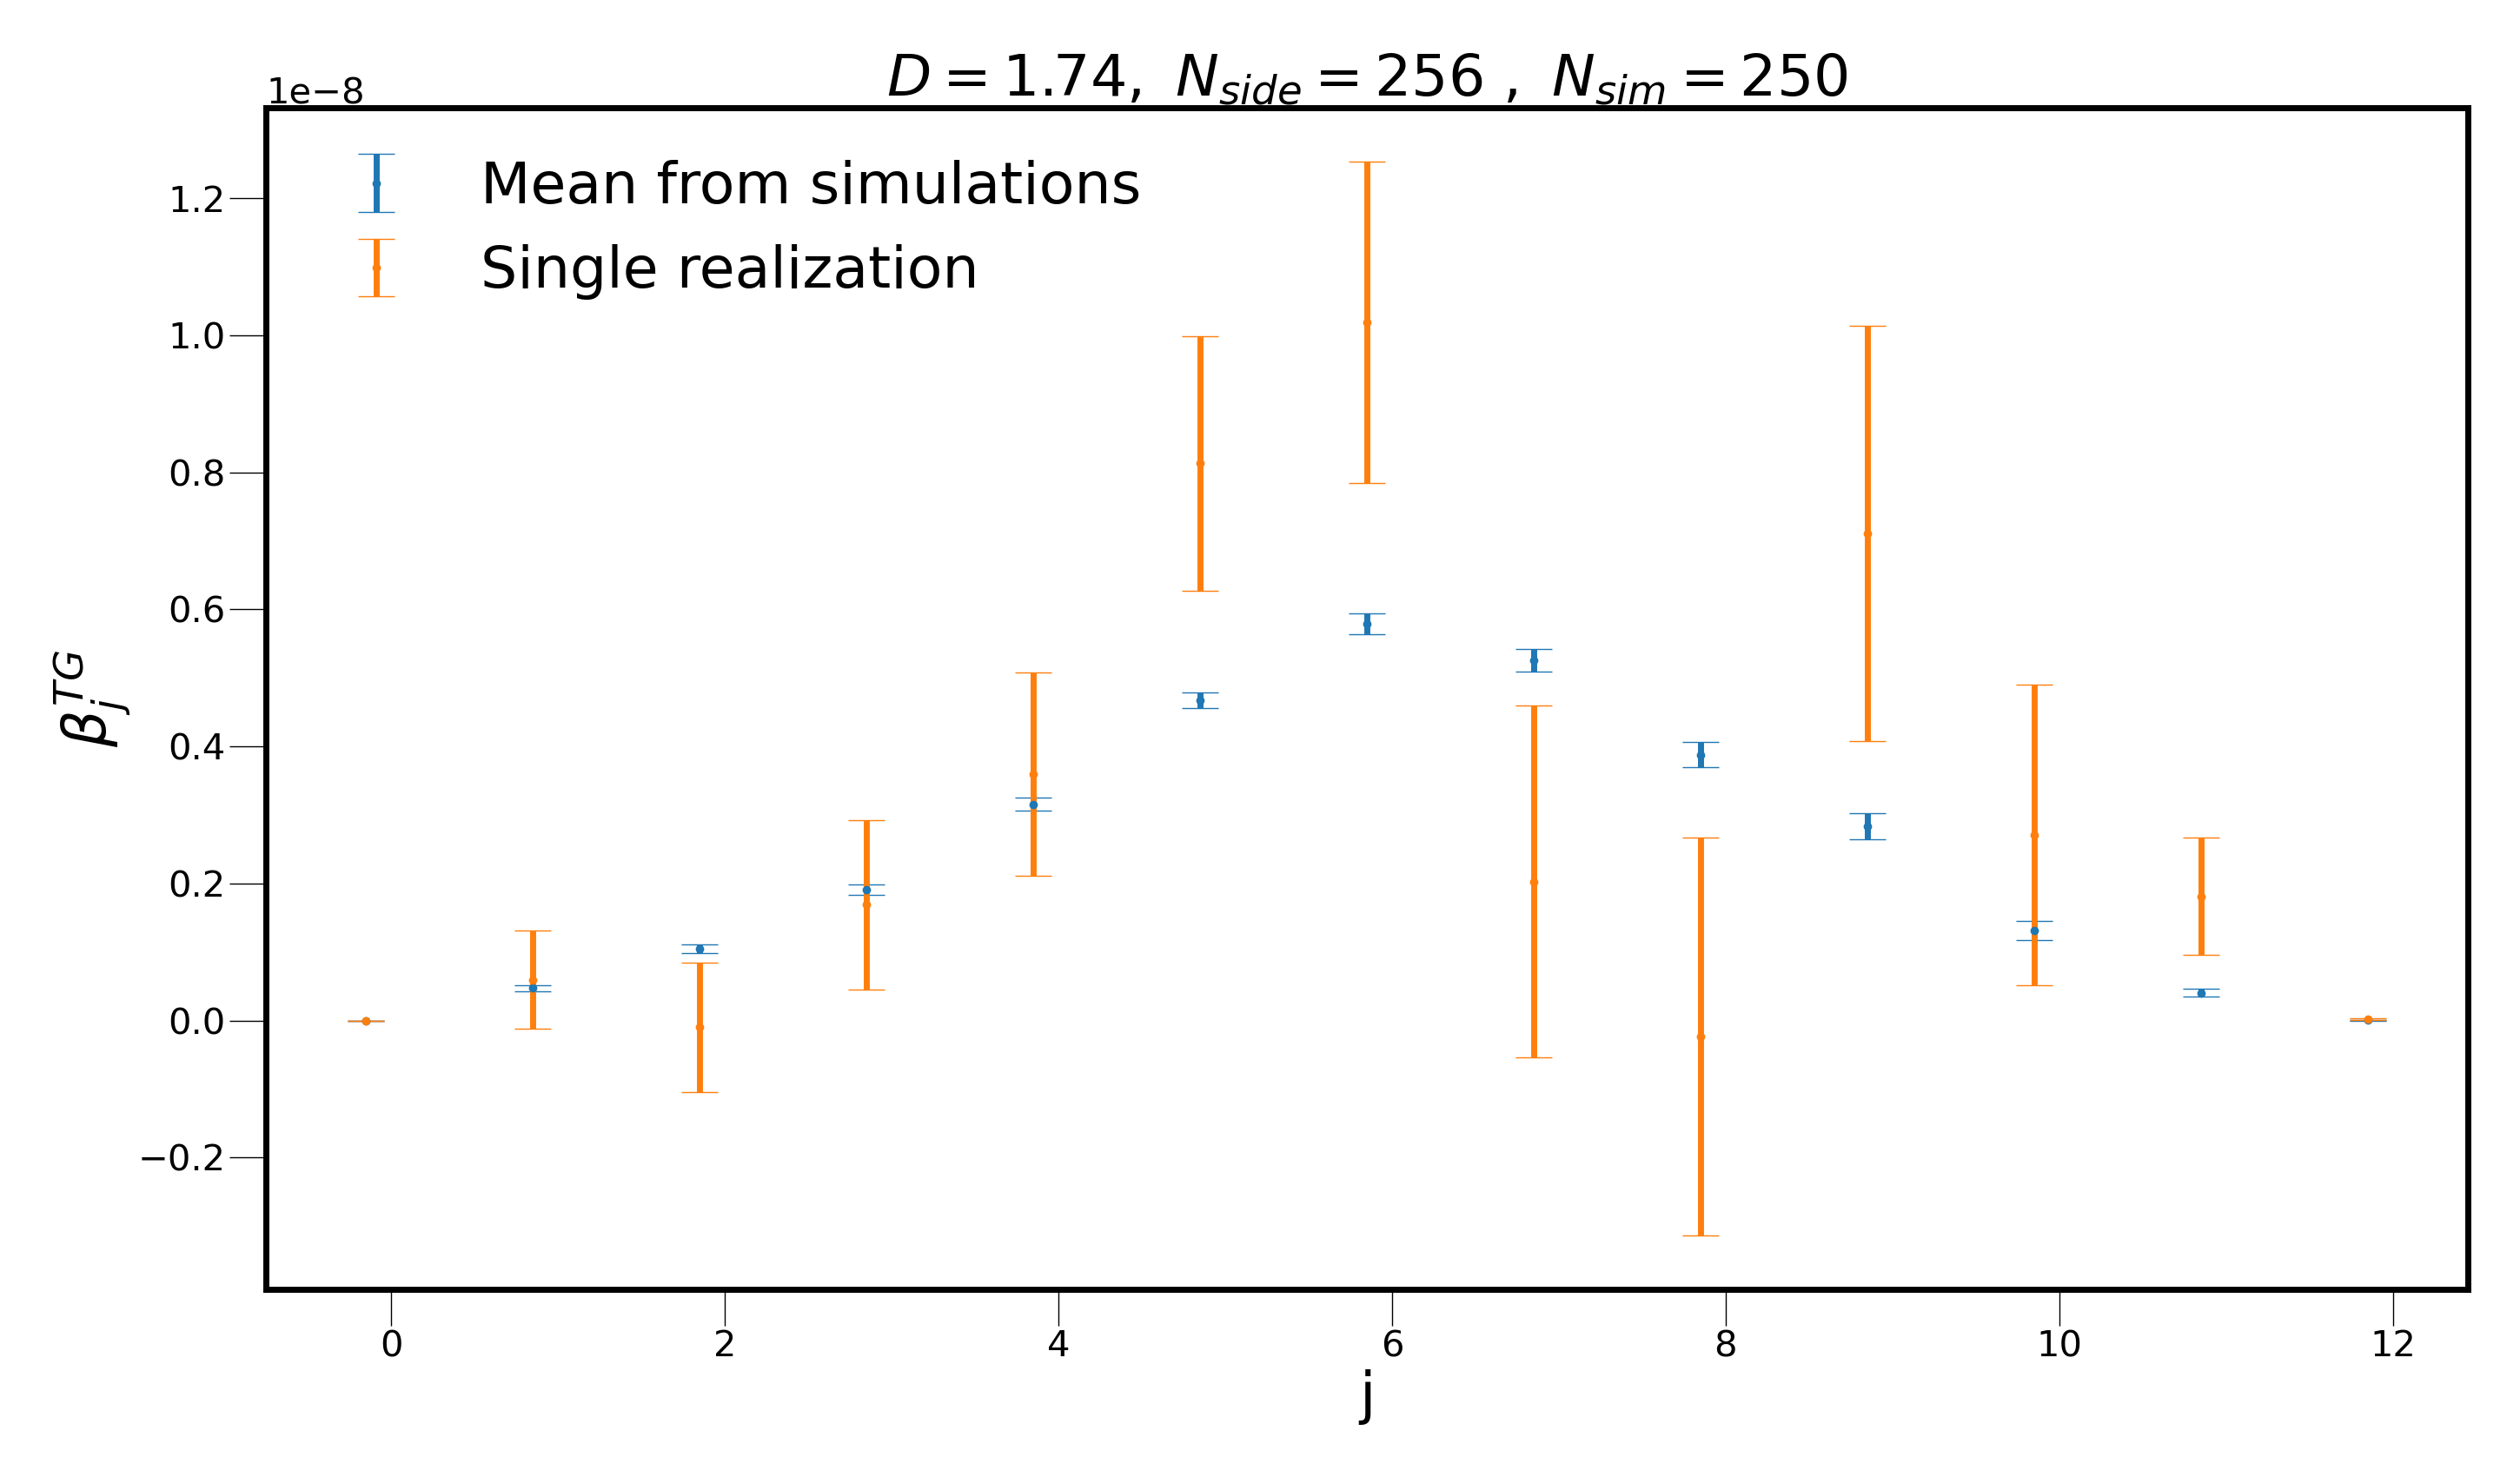 D = 1.74, N_side = 256 , N_sim = 250
1e−8
Mean from simulations
Single realization
1.2
1.0
0.8
0.6
0.4
0.2
0.0
−0.2
β_j^TG
0 2 4 6 8 10 12
j